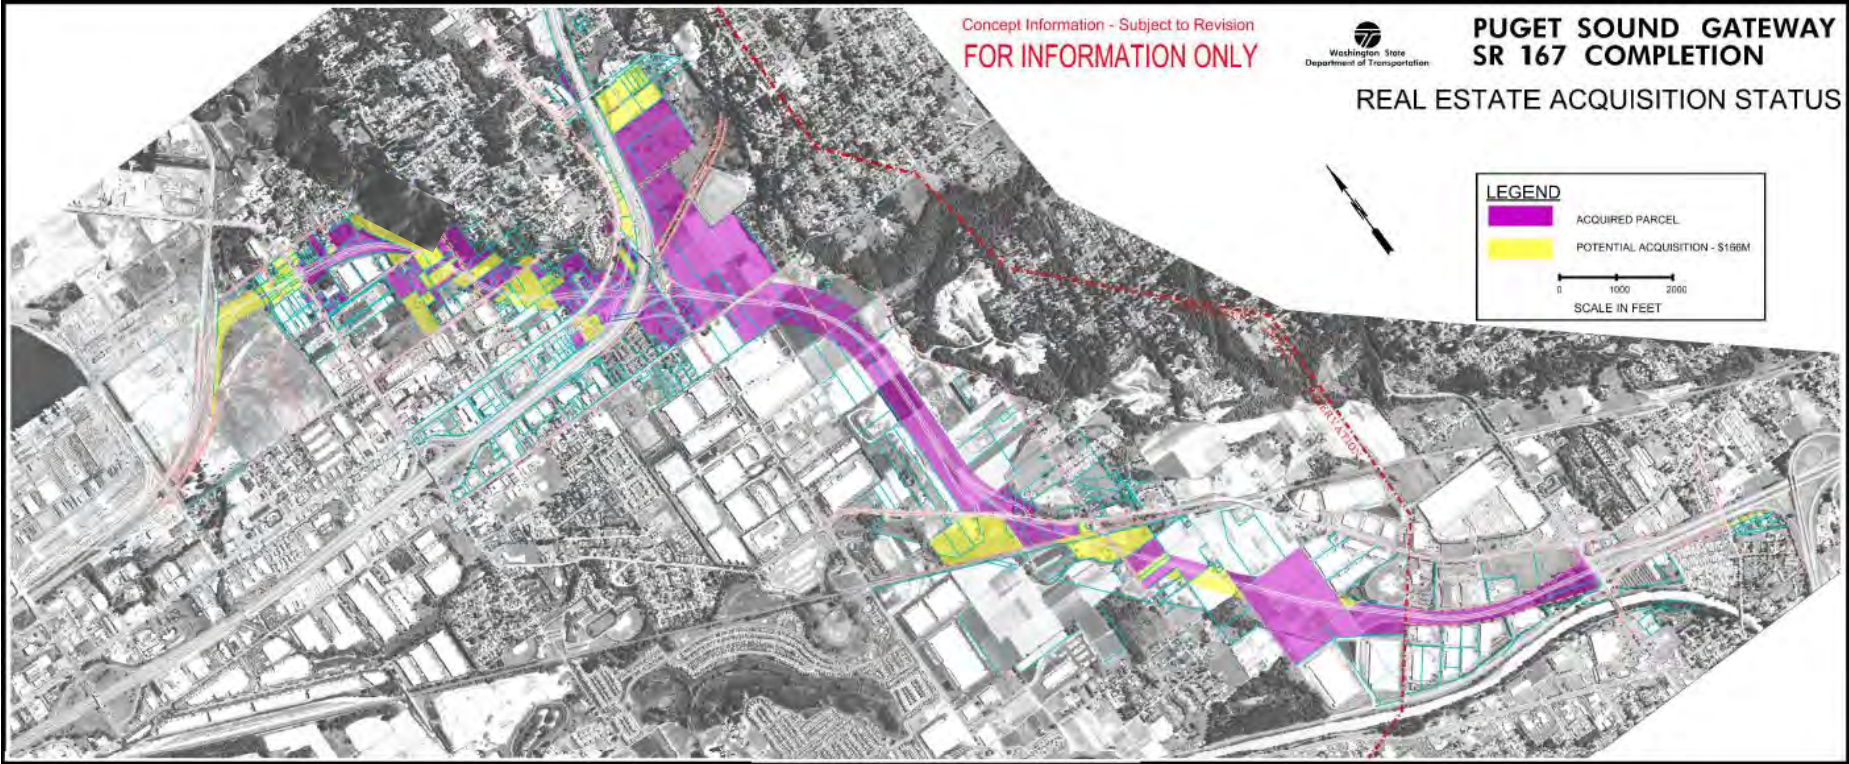 Concept Information - Subject to Revision
FOR INFORMATION ONLY
Washington State
Department of Transportation
PUGET SOUND GATEWAY
SR 167 COMPLETION
REAL ESTATE ACQUISITION STATUS
LEGEND
ACQUIRED PARCEL
POTENTIAL ACQUISITION - $166M
0 1000 2000
SCALE IN FEET